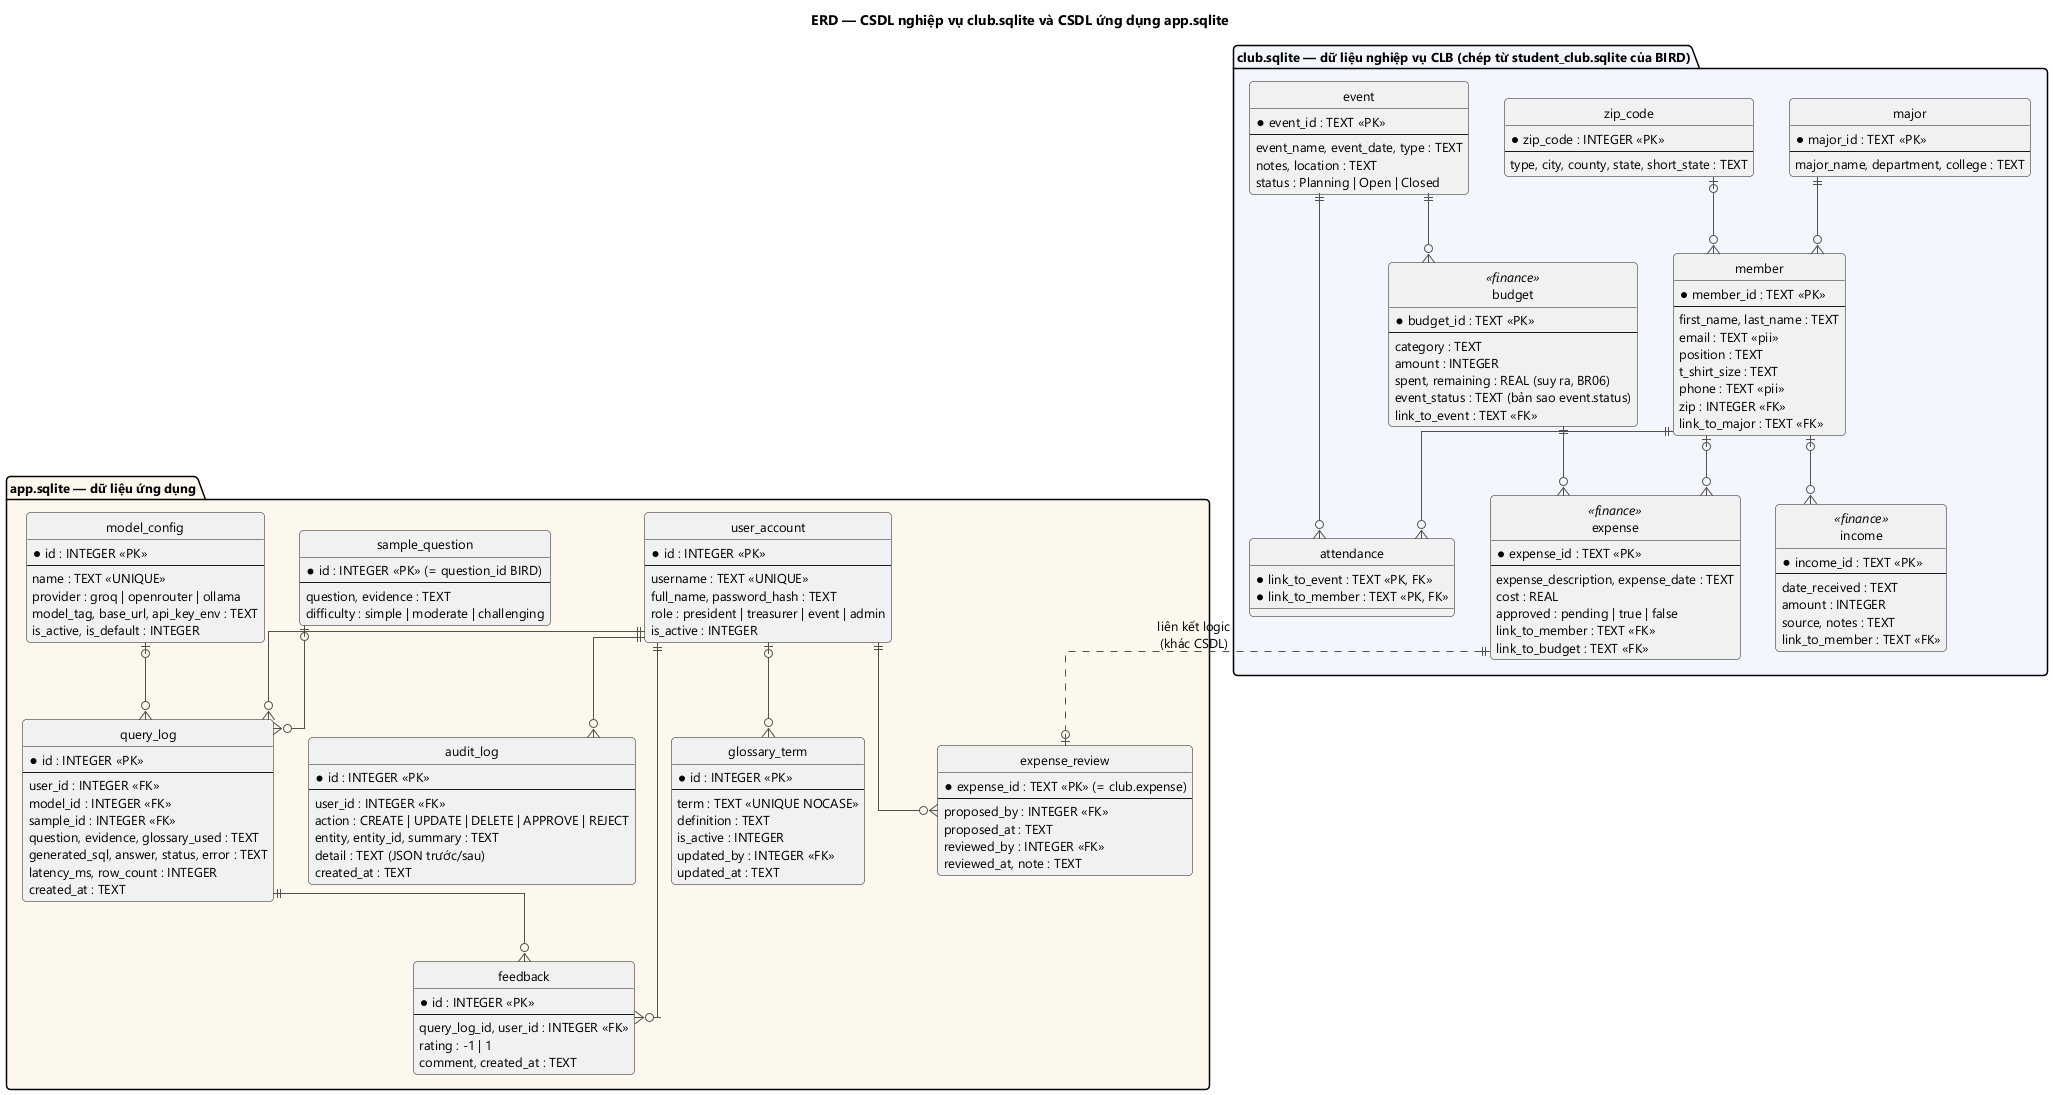 ERD — CSDL nghiệp vụ club.sqlite và CSDL ứng dụng app.sqlite
club.sqlite — dữ liệu nghiệp vụ CLB (chép từ student_club.sqlite của BIRD)
event
event_id : TEXT «PK»
event_name, event_date, type : TEXT
notes, location : TEXT
status : Planning | Open | Closed
zip_code
zip_code : INTEGER «PK»
type, city, county, state, short_state : TEXT
major
major_id : TEXT «PK»
major_name, department, college : TEXT
«finance»
budget
budget_id : TEXT «PK»
category : TEXT
amount : INTEGER
spent, remaining : REAL (suy ra, BR06)
event_status : TEXT (bản sao event.status)
link_to_event : TEXT «FK»
member
member_id : TEXT «PK»
first_name, last_name : TEXT
email : TEXT «pii»
position : TEXT
t_shirt_size : TEXT
phone : TEXT «pii»
zip : INTEGER «FK»
link_to_major : TEXT «FK»
attendance
link_to_event : TEXT «PK, FK»
link_to_member : TEXT «PK, FK»
«finance»
expense
expense_id : TEXT «PK»
expense_description, expense_date : TEXT
cost : REAL
approved : pending | true | false
link_to_member : TEXT «FK»
link_to_budget : TEXT «FK»
«finance»
income
income_id : TEXT «PK»
date_received : TEXT
amount : INTEGER
source, notes : TEXT
link_to_member : TEXT «FK»
app.sqlite — dữ liệu ứng dụng
model_config
id : INTEGER «PK»
name : TEXT «UNIQUE»
provider : groq | openrouter | ollama
model_tag, base_url, api_key_env : TEXT
is_active, is_default : INTEGER
sample_question
id : INTEGER «PK» (= question_id BIRD)
question, evidence : TEXT
difficulty : simple | moderate | challenging
user_account
id : INTEGER «PK»
username : TEXT «UNIQUE»
full_name, password_hash : TEXT
role : president | treasurer | event | admin
is_active : INTEGER
liên kết logic
(khác CSDL)
query_log
id : INTEGER «PK»
user_id : INTEGER «FK»
model_id : INTEGER «FK»
sample_id : INTEGER «FK»
question, evidence, glossary_used : TEXT
generated_sql, answer, status, error : TEXT
latency_ms, row_count : INTEGER
created_at : TEXT
audit_log
id : INTEGER «PK»
user_id : INTEGER «FK»
action : CREATE | UPDATE | DELETE | APPROVE | REJECT
entity, entity_id, summary : TEXT
detail : TEXT (JSON trước/sau)
created_at : TEXT
glossary_term
id : INTEGER «PK»
term : TEXT «UNIQUE NOCASE»
definition : TEXT
is_active : INTEGER
updated_by : INTEGER «FK»
updated_at : TEXT
expense_review
expense_id : TEXT «PK» (= club.expense)
proposed_by : INTEGER «FK»
proposed_at : TEXT
reviewed_by : INTEGER «FK»
reviewed_at, note : TEXT
feedback
id : INTEGER «PK»
query_log_id, user_id : INTEGER «FK»
rating : -1 | 1
comment, created_at : TEXT